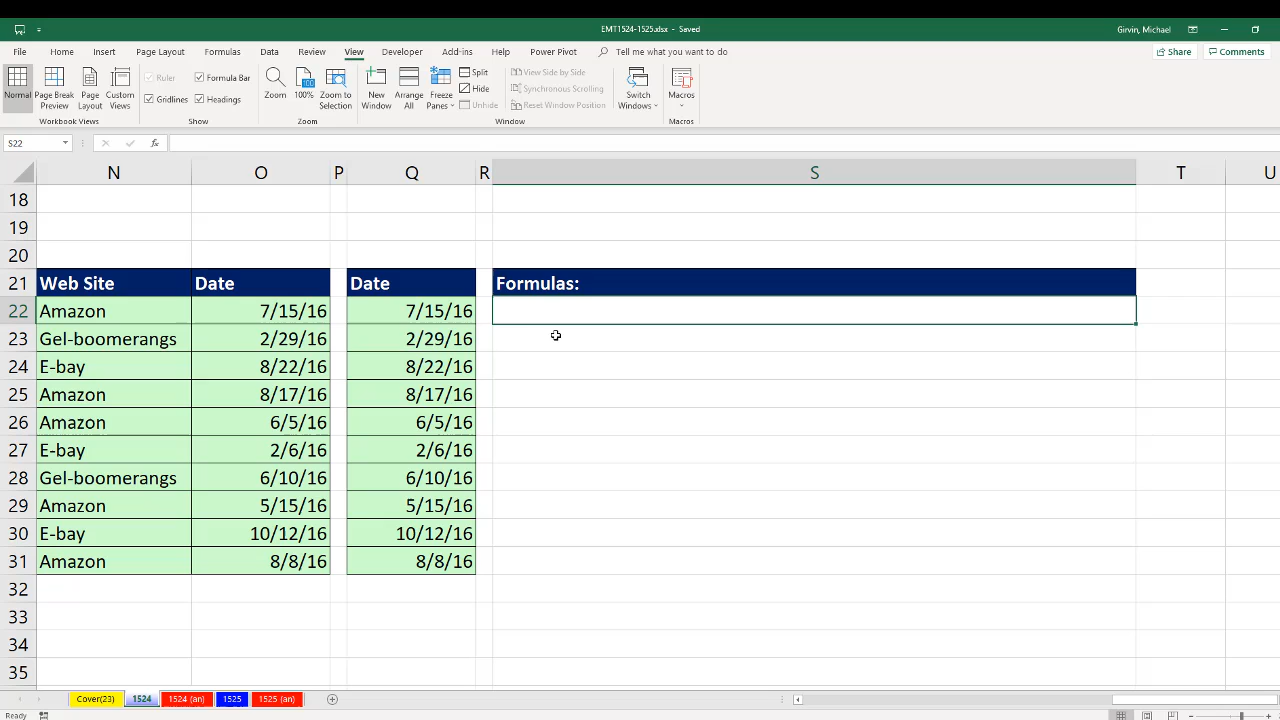 EMT1524-1525.xlsx - Saved
Girvin, Michael
File Home Insert Page Layout Formulas Data Review View Developer Add-ins Help Power Pivot Tell me what you want to do Share Comments
Normal Page Break Preview Page Layout Custom Views
Ruler Formula Bar
Gridlines Headings
Zoom 100% Zoom to Selection
New Window Arrange All Freeze Panes
Split Hide Unhide
View Side by Side
Synchronous Scrolling
Reset Window Position
Switch Windows Macros
Workbook Views Show Zoom Window Macros
S22 fx
N O P Q R S T U
18
19
20
21 Web Site Date Date Formulas:
22 Amazon 7/15/16 7/15/16
23 Gel-boomerangs 2/29/16 2/29/16
24 E-bay 8/22/16 8/22/16
25 Amazon 8/17/16 8/17/16
26 Amazon 6/5/16 6/5/16
27 E-bay 2/6/16 2/6/16
28 Gel-boomerangs 6/10/16 6/10/16
29 Amazon 5/15/16 5/15/16
30 E-bay 10/12/16 10/12/16
31 Amazon 8/8/16 8/8/16
32
33
34
35
Cover(23) 1524 1524 (an) 1525 1525 (an)
Ready